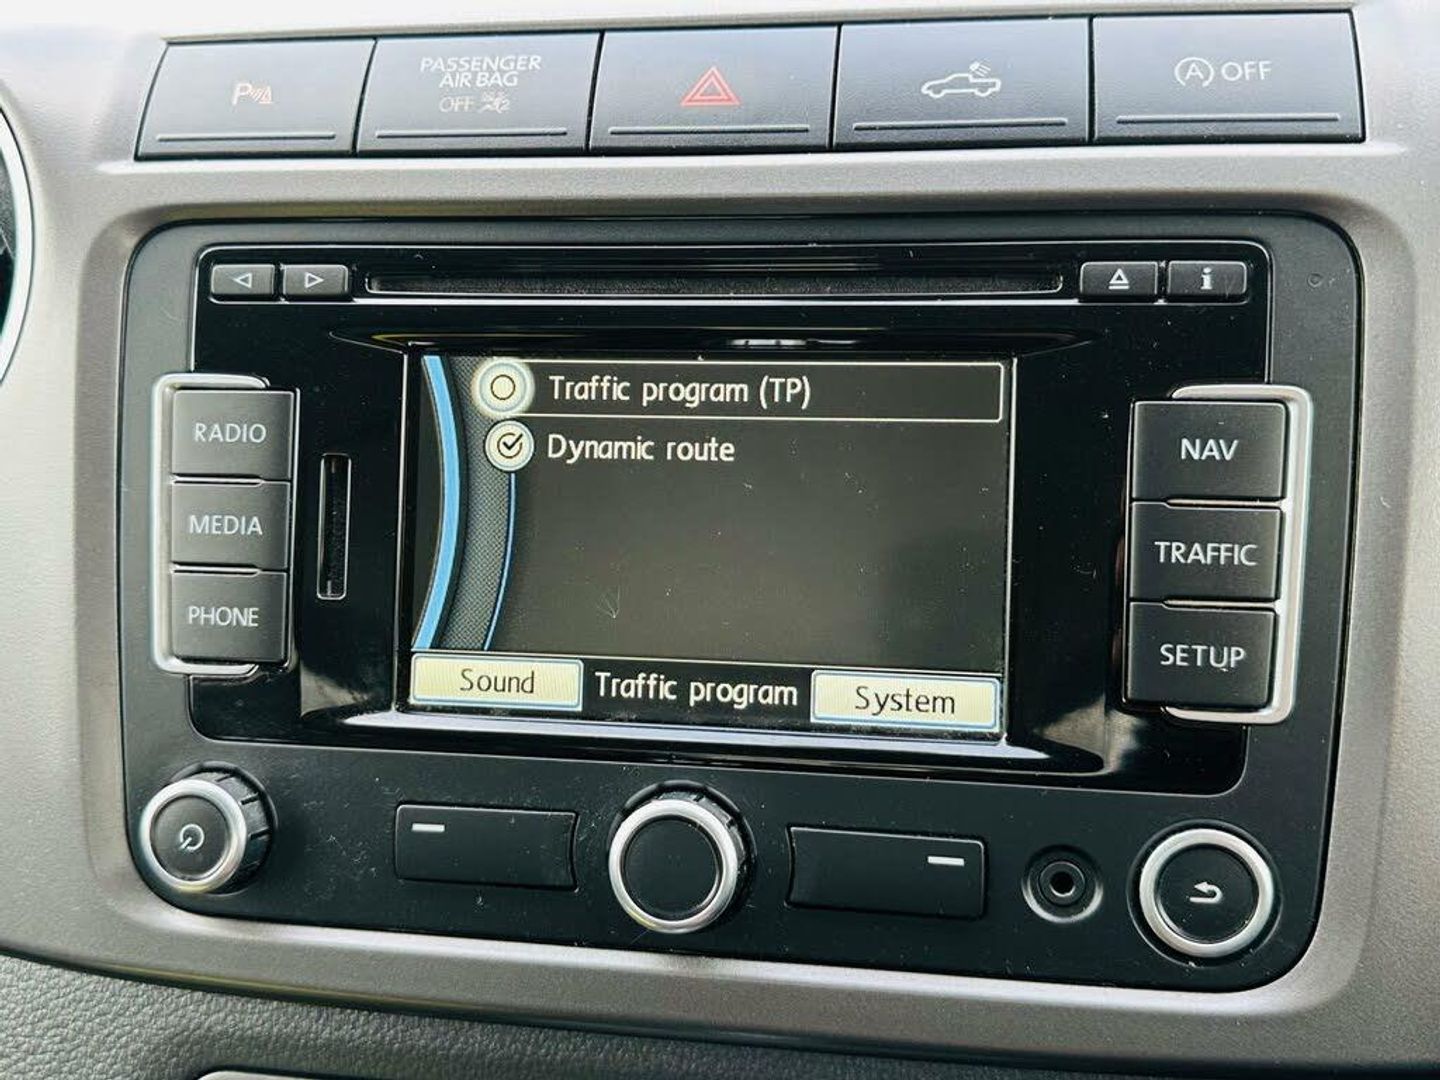 P
PASSENGER
AIR BAG
OFF
A OFF
i
RADIO
MEDIA
PHONE
Traffic program (TP)
Dynamic route
Sound Traffic program System
NAV
TRAFFIC
SETUP